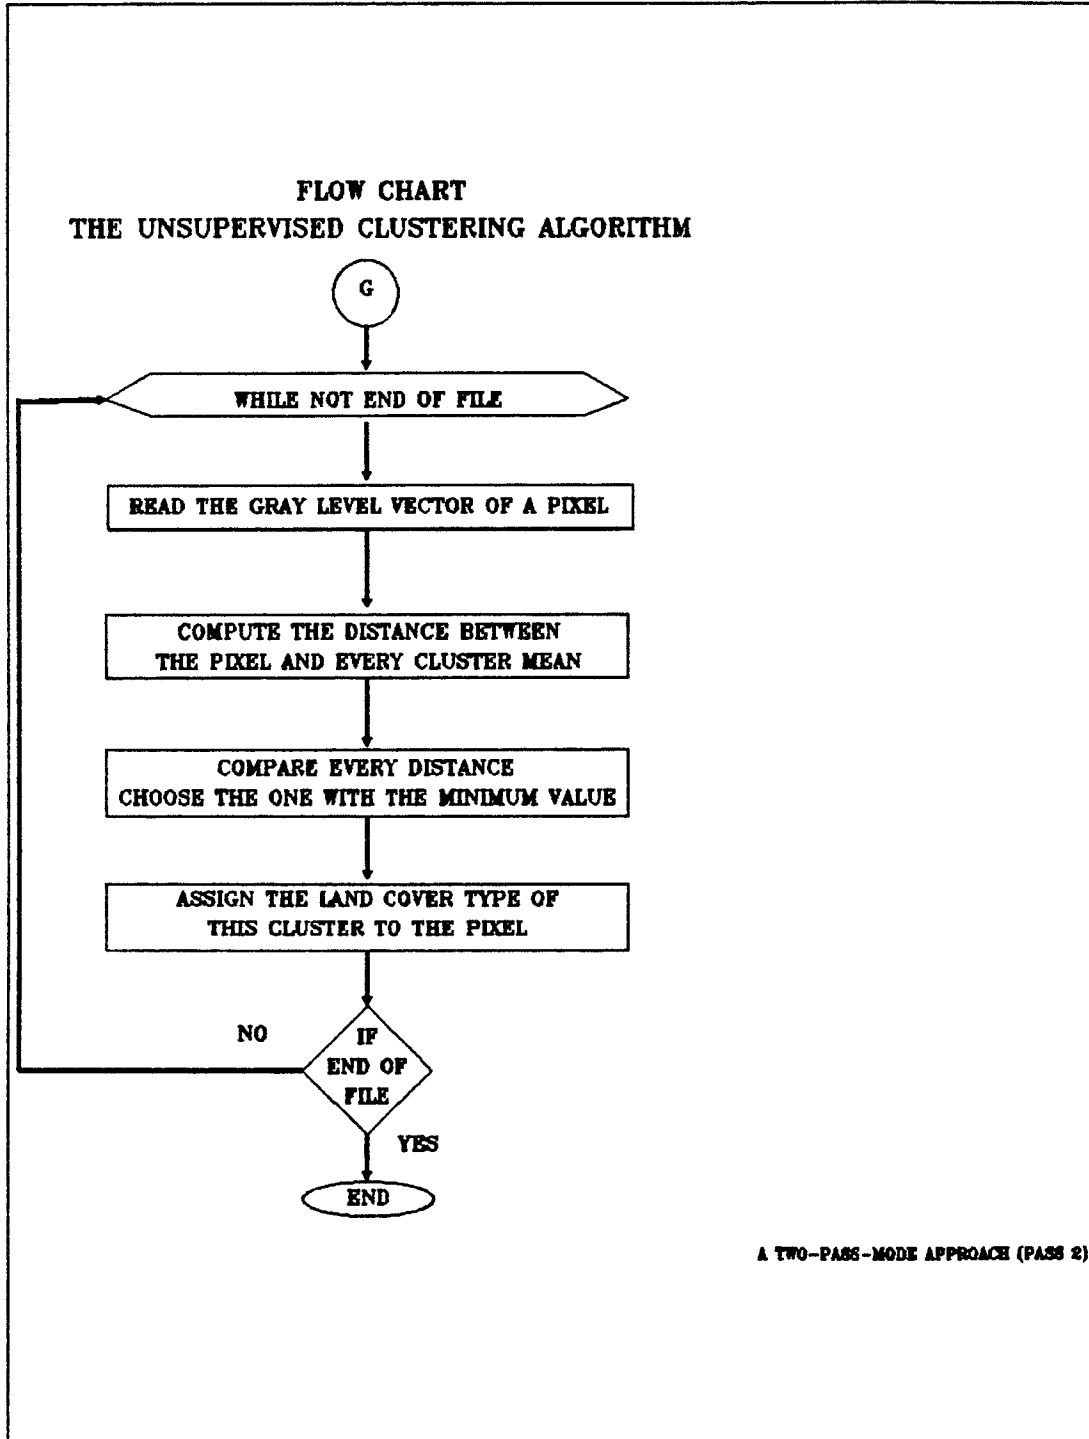 FLOW CHART
THE UNSUPERVISED CLUSTERING ALGORITHM
G
WHILE NOT END OF FILE
READ THE GRAY LEVEL VECTOR OF A PIXEL
COMPUTE THE DISTANCE BETWEEN
THE PIXEL AND EVERY CLUSTER MEAN
COMPARE EVERY DISTANCE
CHOOSE THE ONE WITH THE MINIMUM VALUE
ASSIGN THE LAND COVER TYPE OF
THIS CLUSTER TO THE PIXEL
NO
IF
END OF
FILE
YES
END
A TWO-PASS-MODE APPROACH (PASS 2)